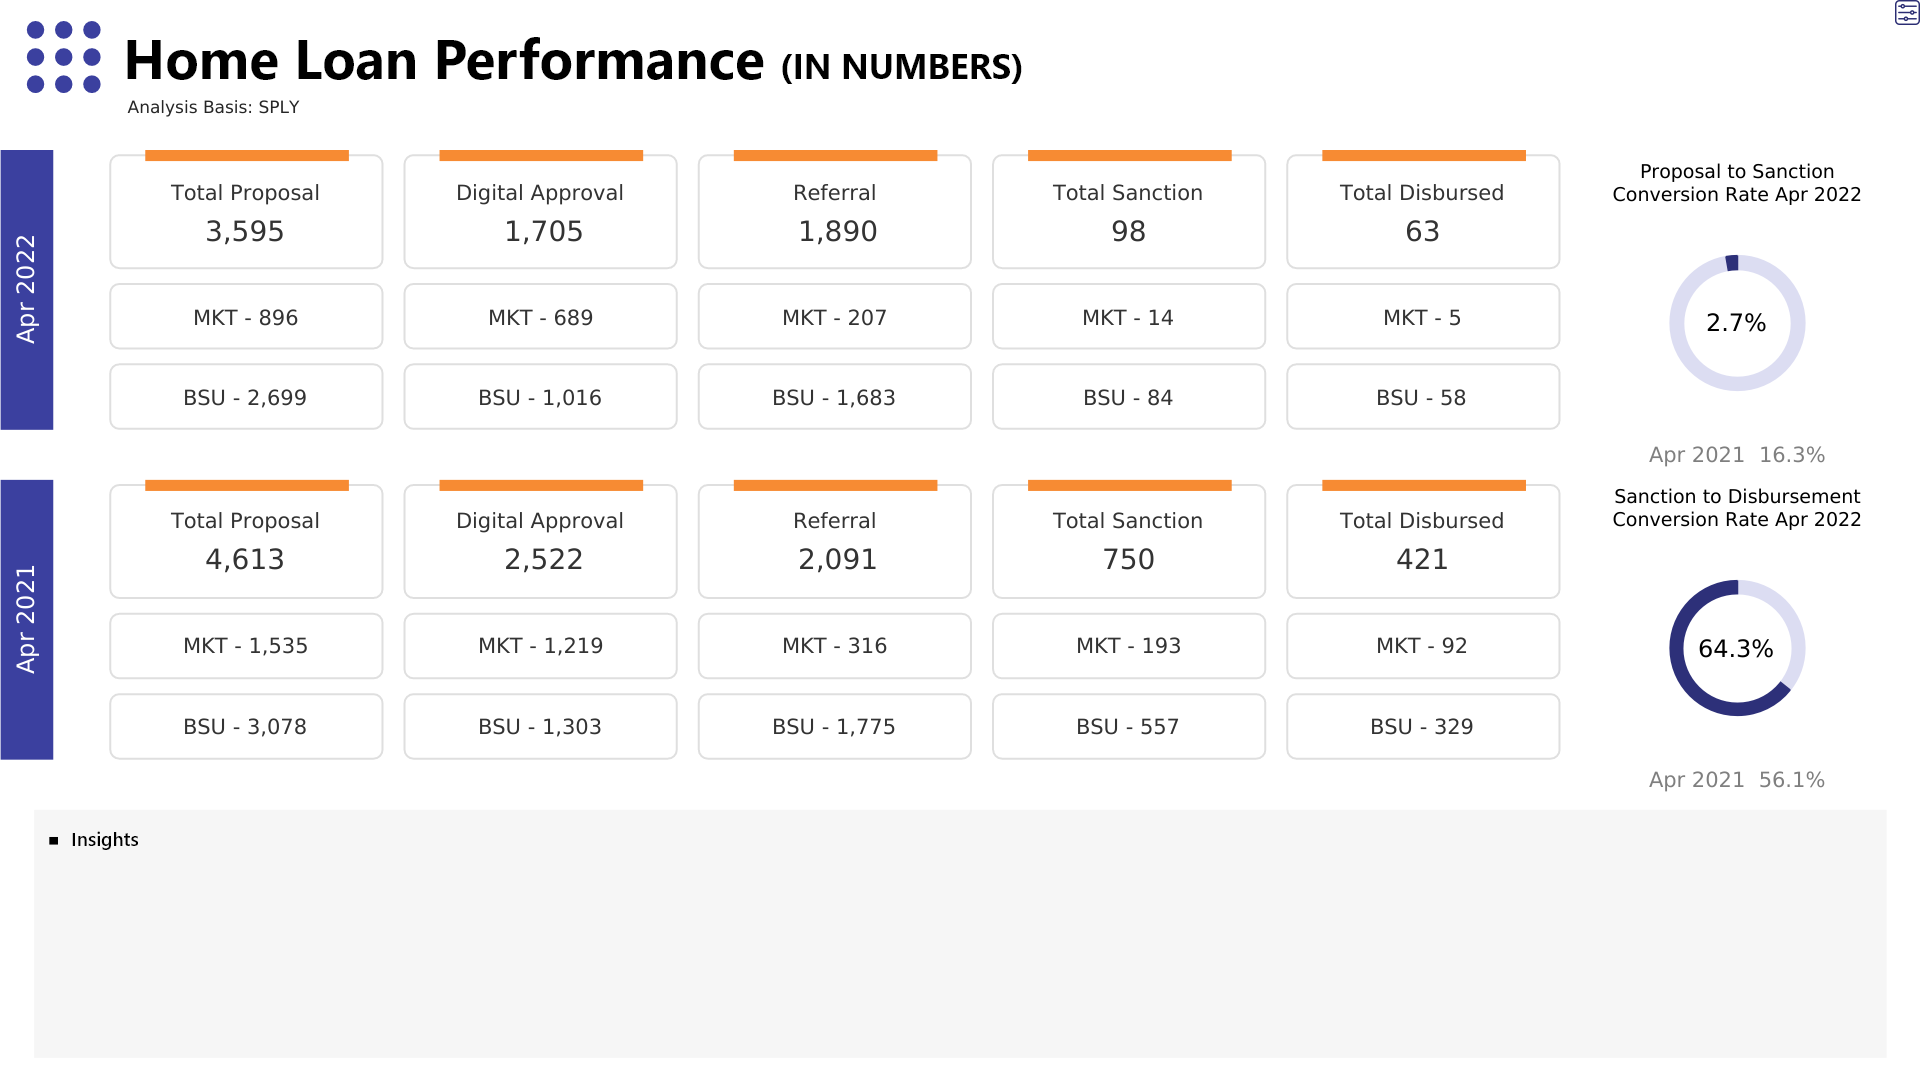 Home Loan Performance (IN NUMBERS)
Analysis Basis: SPLY
Apr 2022
Total Proposal
3,595
Digital Approval
1,705
Referral
1,890
Total Sanction
98
Total Disbursed
63
MKT - 896
MKT - 689
MKT - 207
MKT - 14
MKT - 5
BSU - 2,699
BSU - 1,016
BSU - 1,683
BSU - 84
BSU - 58
Proposal to Sanction
Conversion Rate Apr 2022
2.7%
Apr 2021 16.3%
Apr 2021
Total Proposal
4,613
Digital Approval
2,522
Referral
2,091
Total Sanction
750
Total Disbursed
421
MKT - 1,535
MKT - 1,219
MKT - 316
MKT - 193
MKT - 92
BSU - 3,078
BSU - 1,303
BSU - 1,775
BSU - 557
BSU - 329
Sanction to Disbursement
Conversion Rate Apr 2022
64.3%
Apr 2021 56.1%
Insights